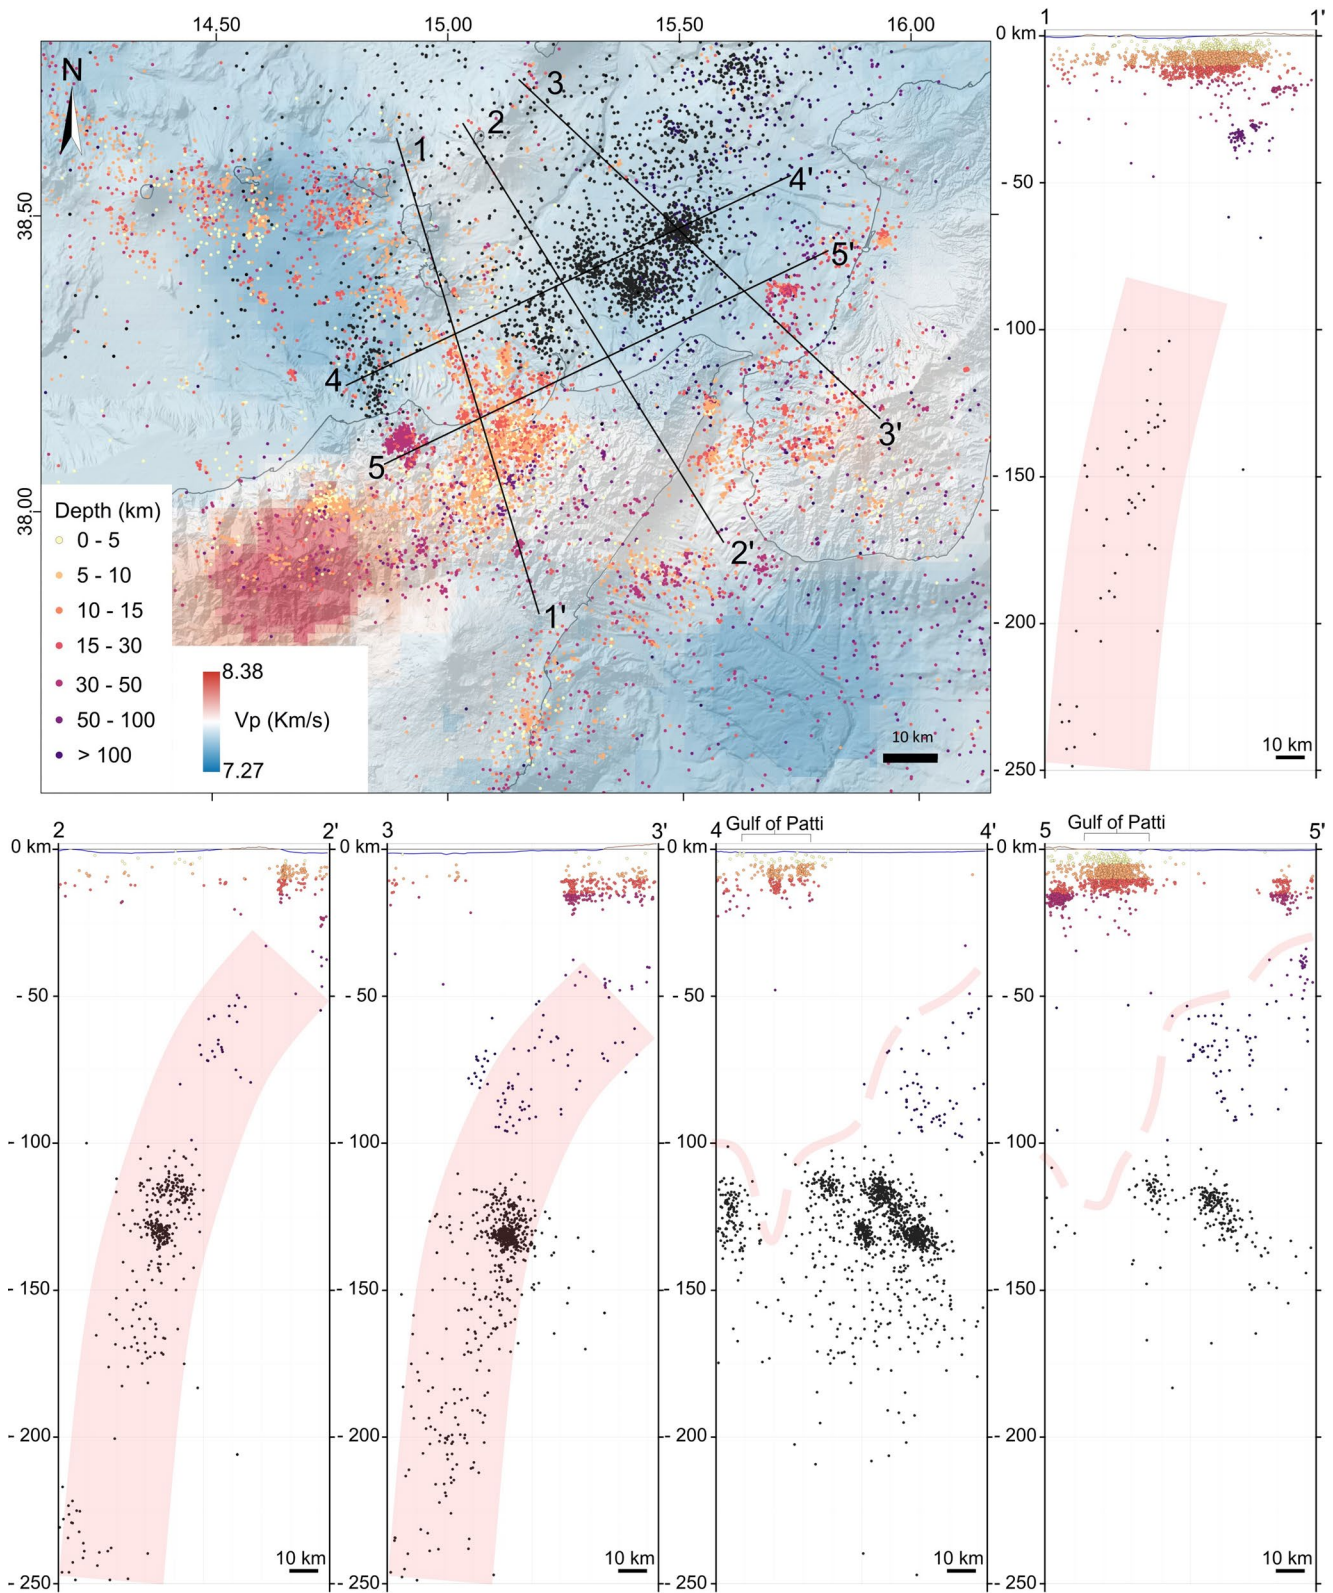 14.50 15.00 15.50 16.00
N
38.50
38.00
1
2
3
4'
5'
4
5
3'
2'
1'
Depth (km)
0 - 5
5 - 10
10 - 15
15 - 30
30 - 50
50 - 100
> 100
8.38
Vp (Km/s)
7.27
10 km
1 1'
0 km
- 50
- 100
- 150
- 200
- 250
10 km
2 2'
0 km
- 50
- 100
- 150
- 200
- 250
10 km
3 3'
0 km
- 50
- 100
- 150
- 200
- 250
10 km
4 Gulf of Patti 4'
0 km
- 50
- 100
- 150
- 200
- 250
10 km
5 Gulf of Patti 5'
0 km
- 50
- 100
- 150
- 200
- 250
10 km